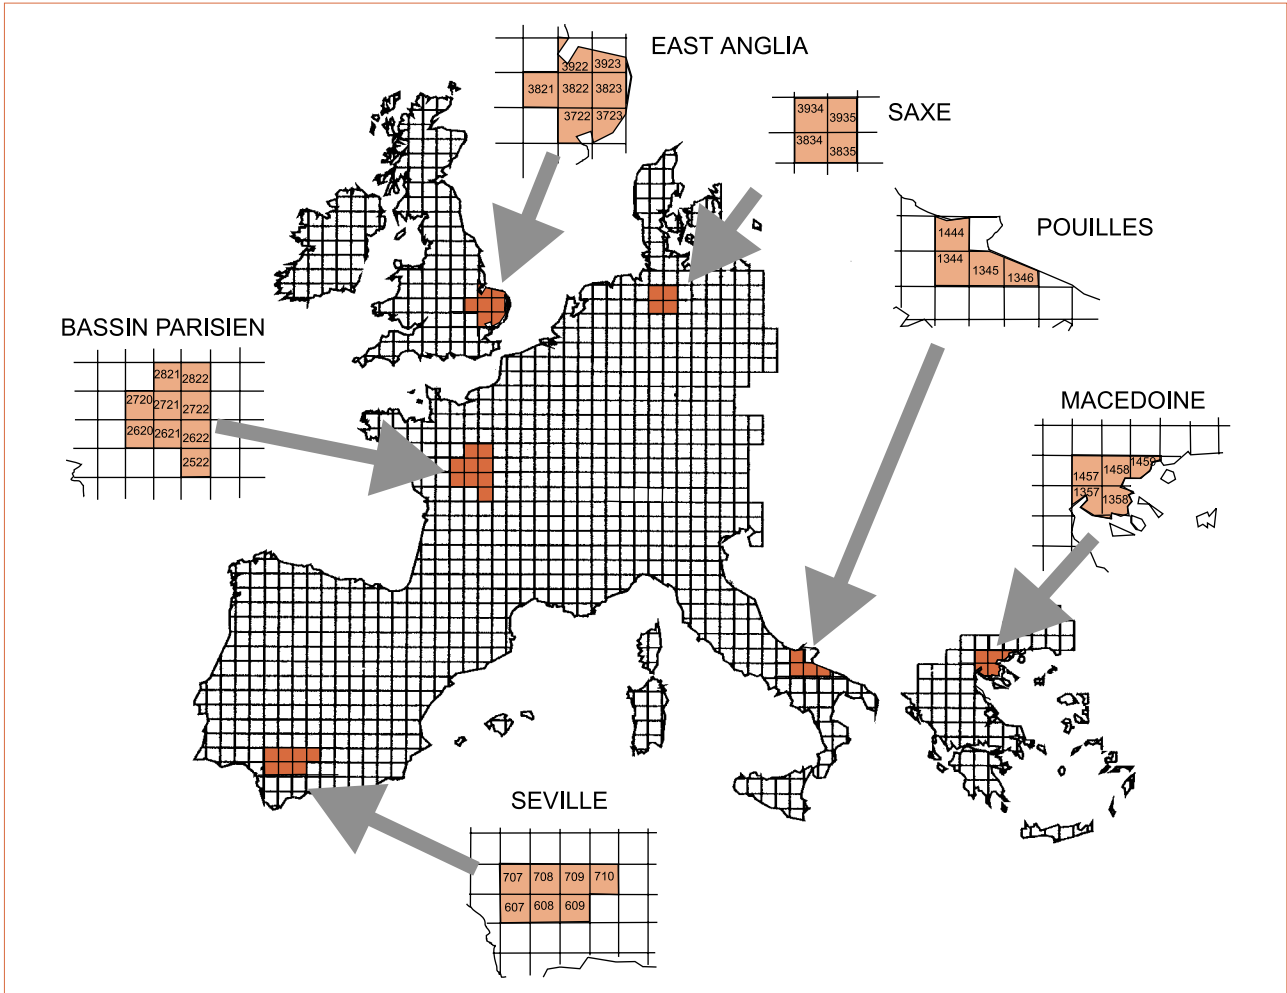 EAST ANGLIA
3922 3923
3821 3822 3823
3722 3723
SAXE
3934 3935
3834 3835
POUILLES
1444
1344 1345 1346
BASSIN PARISIEN
2821 2822
2720 2721 2722
2620 2621 2622
2522
MACEDOINE
1457 1458 1459
1357 1358
SEVILLE
707 708 709 710
607 608 609